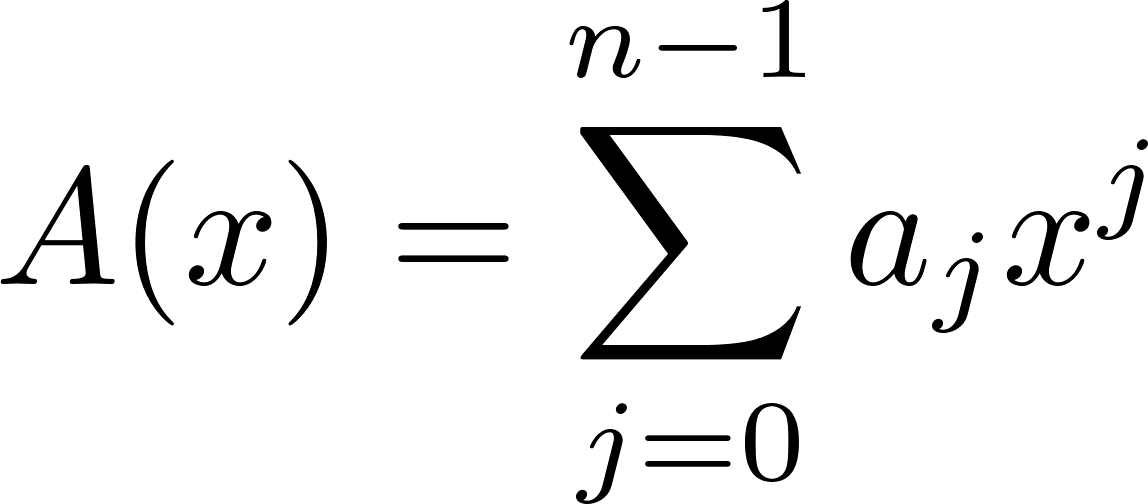 A(x) = \sum_{j=0}^{n-1} a_j x^j